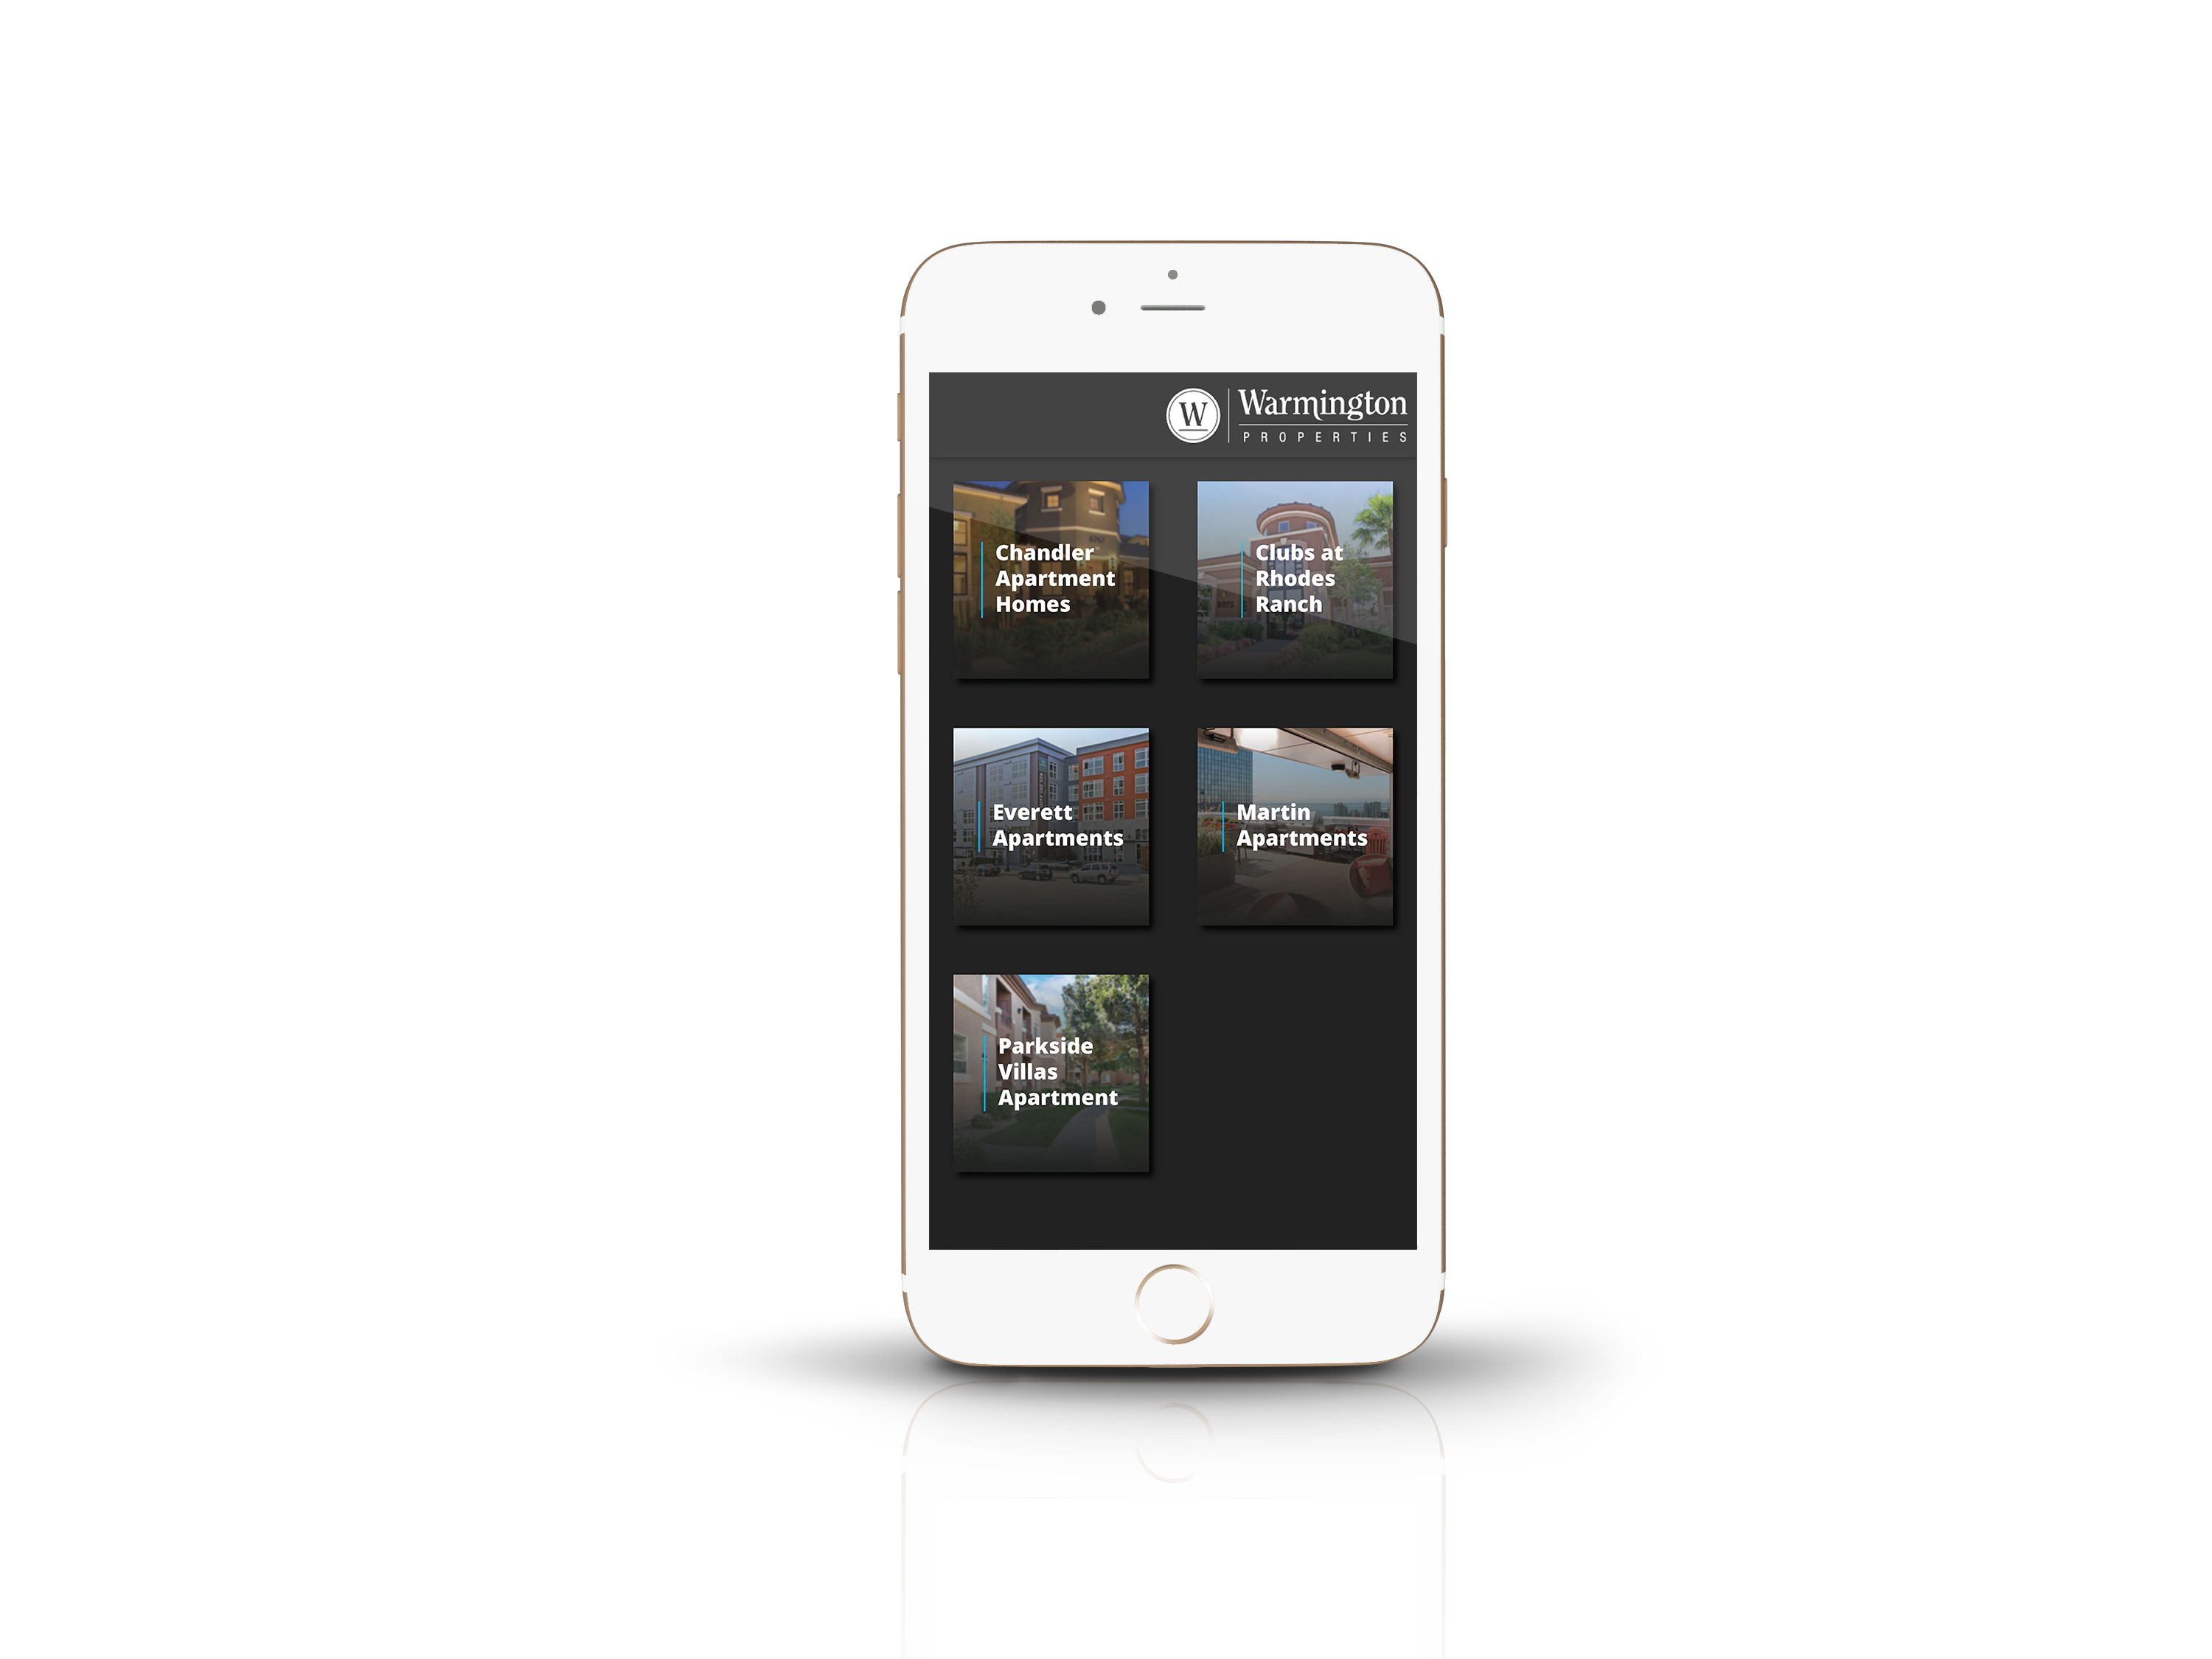 W
Warmington
PROPERTIES
Chandler
Apartment
Homes
Clubs at
Rhodes
Ranch
Everett
Apartments
Martin
Apartments
Parkside
Villas
Apartment